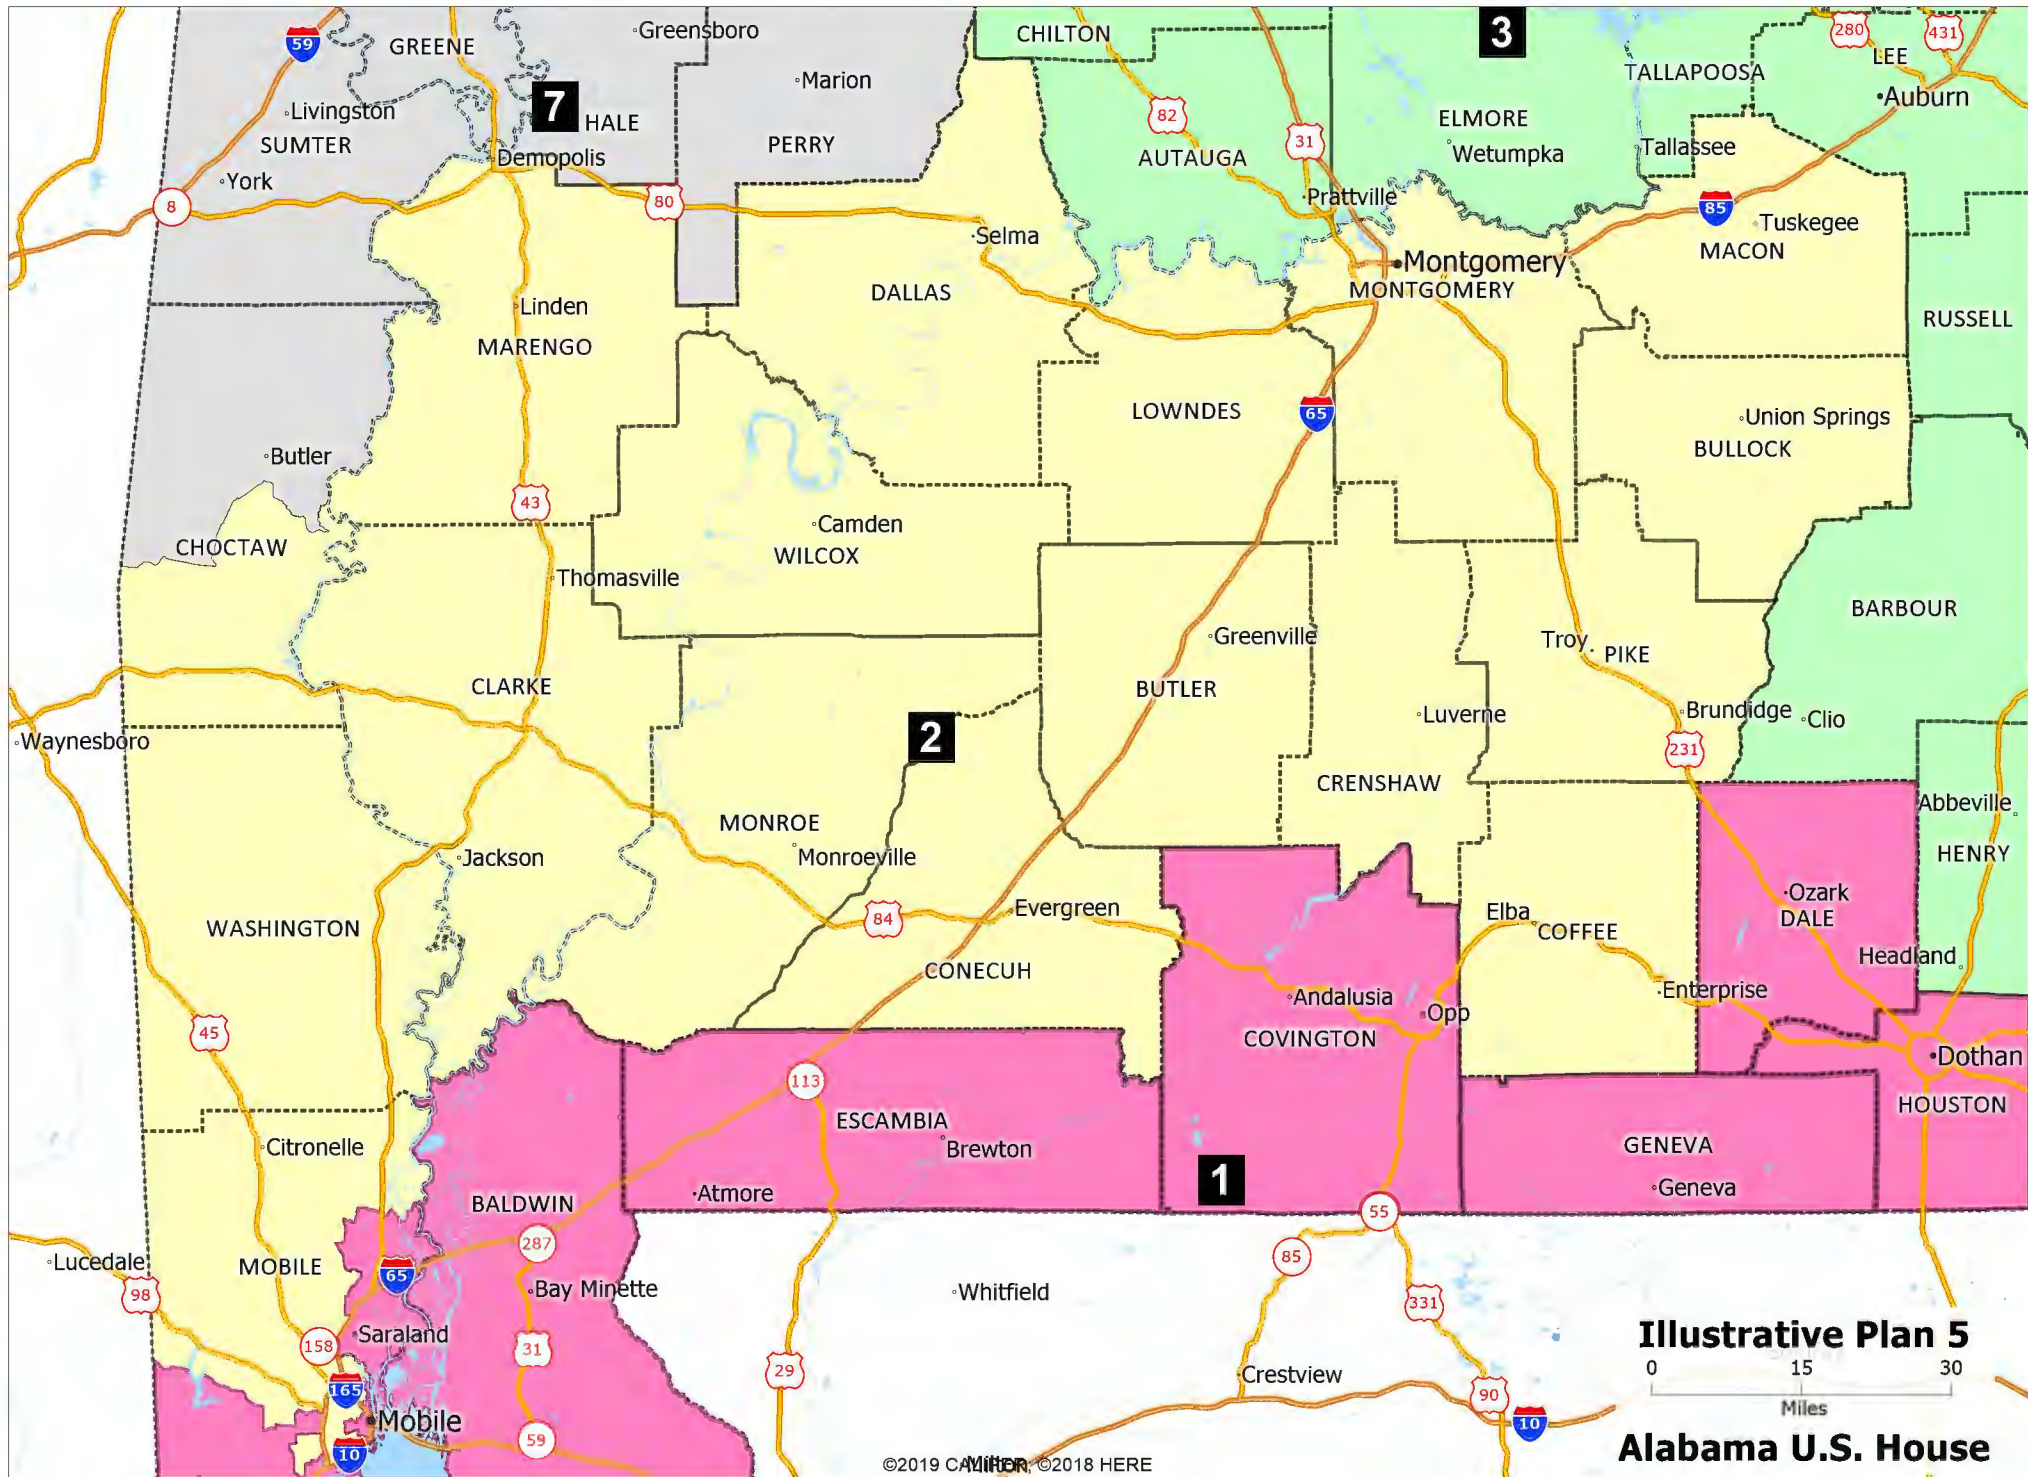 59
GREENE
Greensboro
CHILTON
3
280
431
LEE
TALLAPOOSA
Marion
Auburn
7
HALE
Livingston
82
ELMORE
SUMTER
PERRY
31
AUTAUGA
Wetumpka
Tallassee
Demopolis
York
Prattville
8
80
85
Tuskegee
Selma
MACON
Montgomery
DALLAS
MONTGOMERY
Linden
RUSSELL
MARENGO
LOWNDES
65
Union Springs
Butler
BULLOCK
43
Camden
CHOCTAW
WILCOX
Thomasville
BARBOUR
Greenville
Troy
PIKE
CLARKE
BUTLER
Luverne
Brundidge
Clio
2
Waynesboro
231
CRENSHAW
Abbeville
MONROE
Jackson
Monroeville
HENRY
Ozark
84
Evergreen
Elba
DALE
WASHINGTON
COFFEE
Headland
CONECUH
Andalusia
Enterprise
Opp
45
COVINGTON
Dothan
113
HOUSTON
ESCAMBIA
Citronelle
Brewton
GENEVA
1
Atmore
Geneva
BALDWIN
55
287
85
Lucedale
MOBILE
65
98
Bay Minette
Whitfield
331
Saraland
158
31
Illustrative Plan 5
0 15 30
29
Crestview
165
90
Miles
Mobile
10
59
10
Alabama U.S. House
©2019 CALIPER; ©2018 HERE
Milton